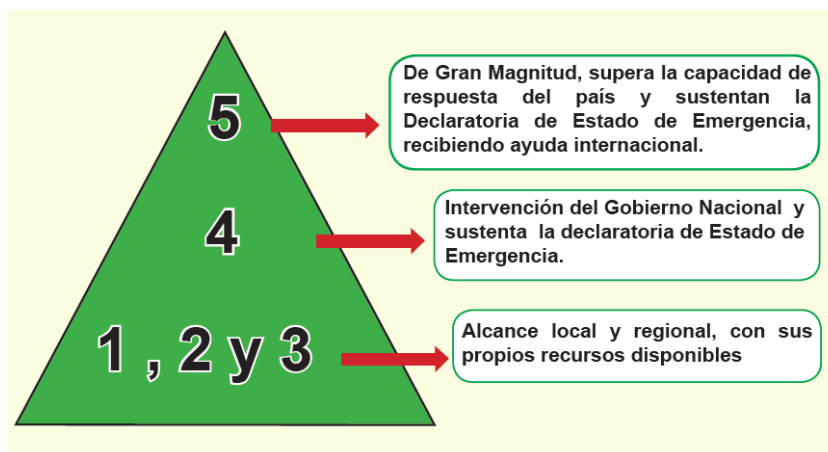 5
De Gran Magnitud, supera la capacidad de
respuesta del país y sustentan la
Declaratoria de Estado de Emergencia,
recibiendo ayuda internacional.
4
Intervención del Gobierno Nacional y
sustenta la declaratoria de Estado de
Emergencia.
1 , 2 y 3
Alcance local y regional, con sus
propios recursos disponibles